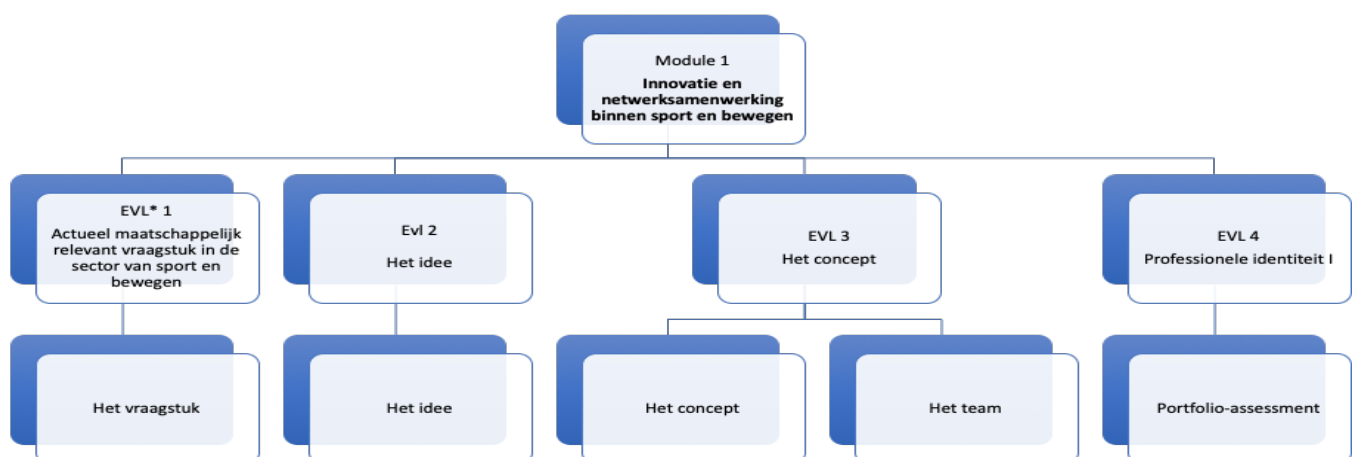 Module 1
Innovatie en
netwerksamenwerking
binnen sport en bewegen
EVL* 1
Actueel maatschappelijk
relevant vraagstuk in de
sector van sport en
bewegen
Evl 2
Het idee
EVL 3
Het concept
EVL 4
Professionele identiteit I
Het vraagstuk
Het idee
Het concept
Het team
Portfolio-assessment